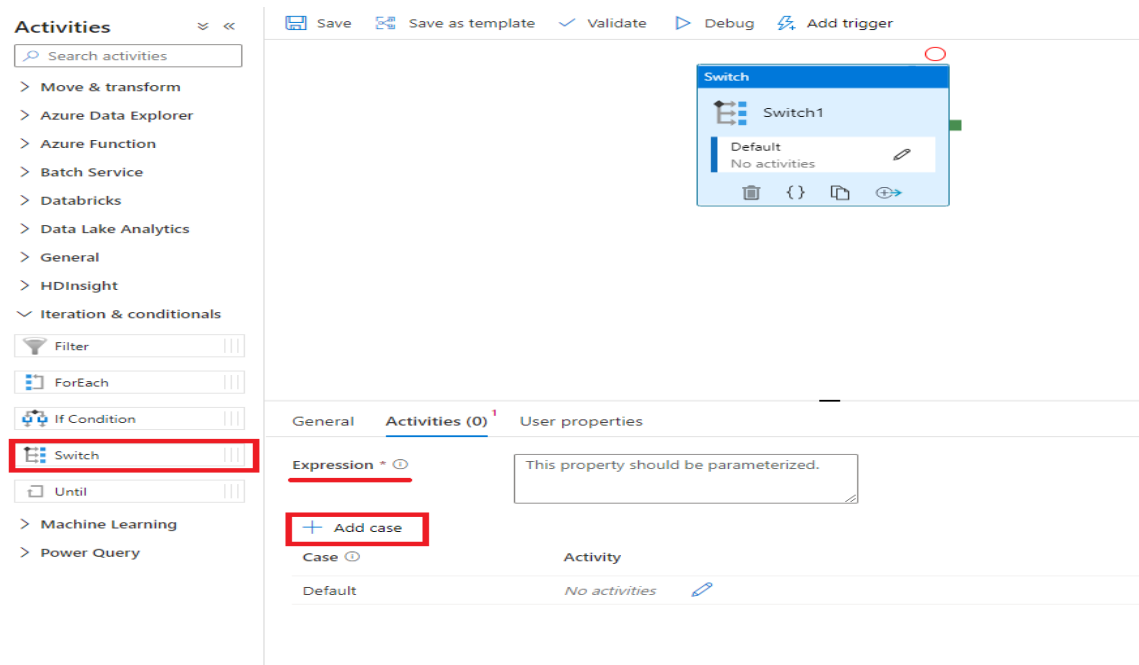 Activities
Search activities
Move & transform
Azure Data Explorer
Azure Function
Batch Service
Databricks
Data Lake Analytics
General
HDInsight
Iteration & conditionals
Filter
ForEach
If Condition
Switch
Until
Machine Learning
Power Query
Save Save as template Validate Debug Add trigger
Switch
Switch1
Default
No activities
General Activities (0) 1 User properties
Expression * This property should be parameterized.
+ Add case
Case Activity
Default No activities